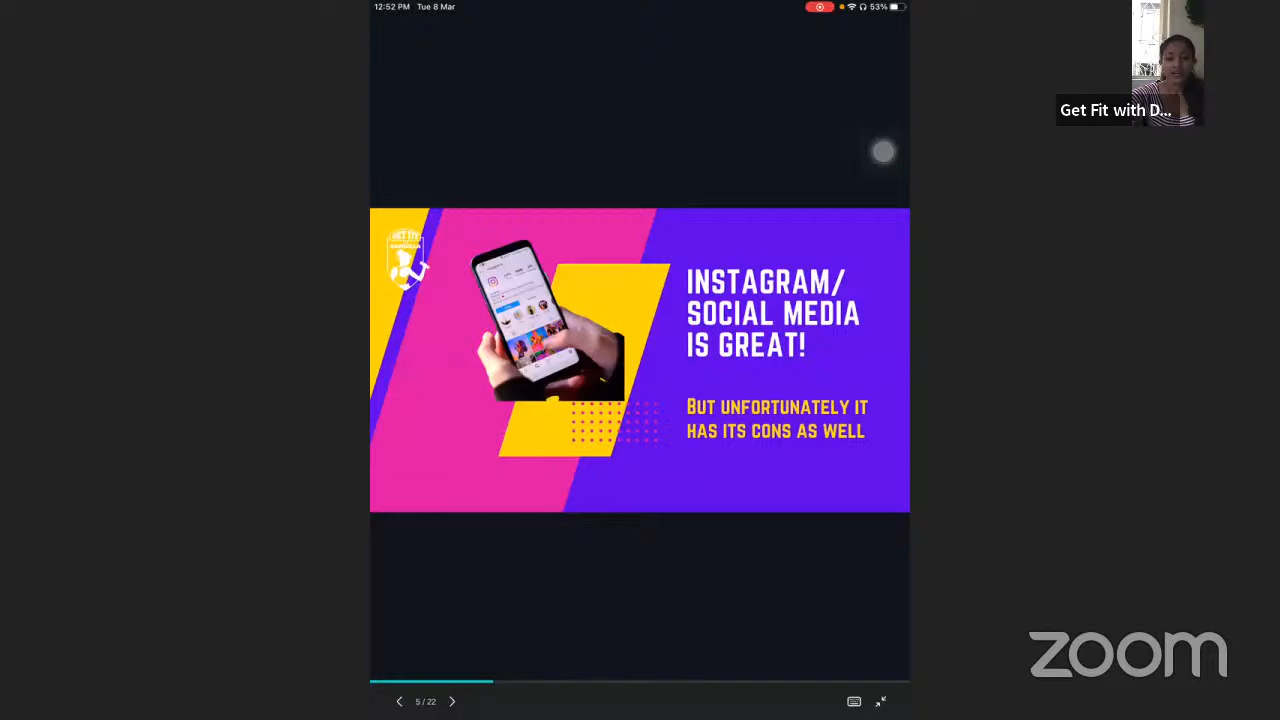 12:52 PM Tue 8 Mar
53%
Get Fit with D...
INSTAGRAM/
SOCIAL MEDIA
IS GREAT!
BUT UNFORTUNATELY IT
HAS ITS CONS AS WELL
5 / 22
zoom